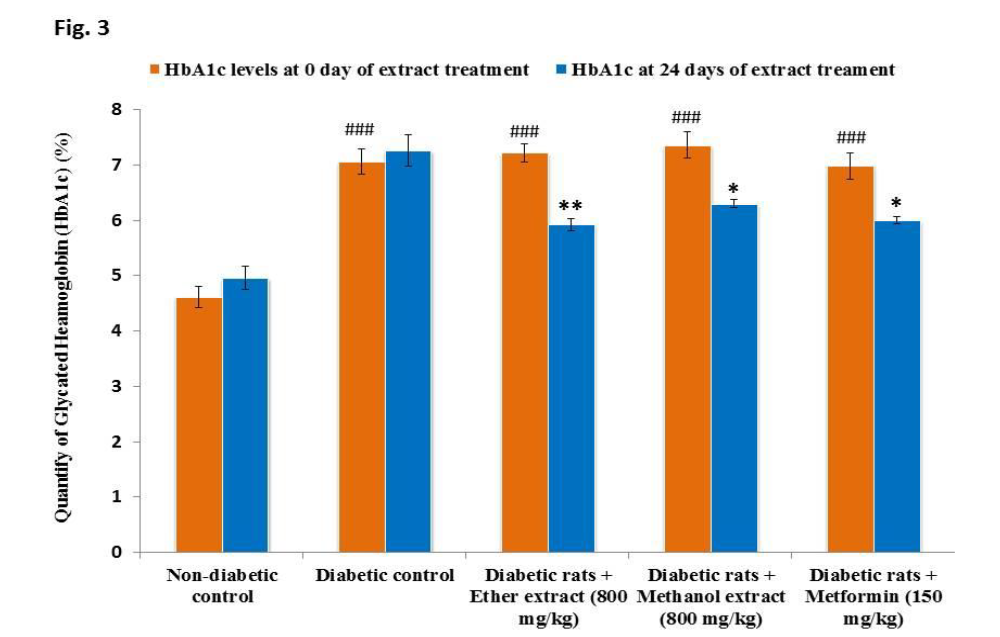 Fig. 3
HbA1c levels at 0 day of extract treatment
HbA1c at 24 days of extract treament
Quantify of Glycated Heamoglobin (HbA1c) (%)
8
7
6
5
4
3
2
1
0
###
###
###
###
**
*
*
Non-diabetic
control
Diabetic control
Diabetic rats +
Ether extract (800
mg/kg)
Diabetic rats +
Methanol extract
(800 mg/kg)
Diabetic rats +
Metformin (150
mg/kg)